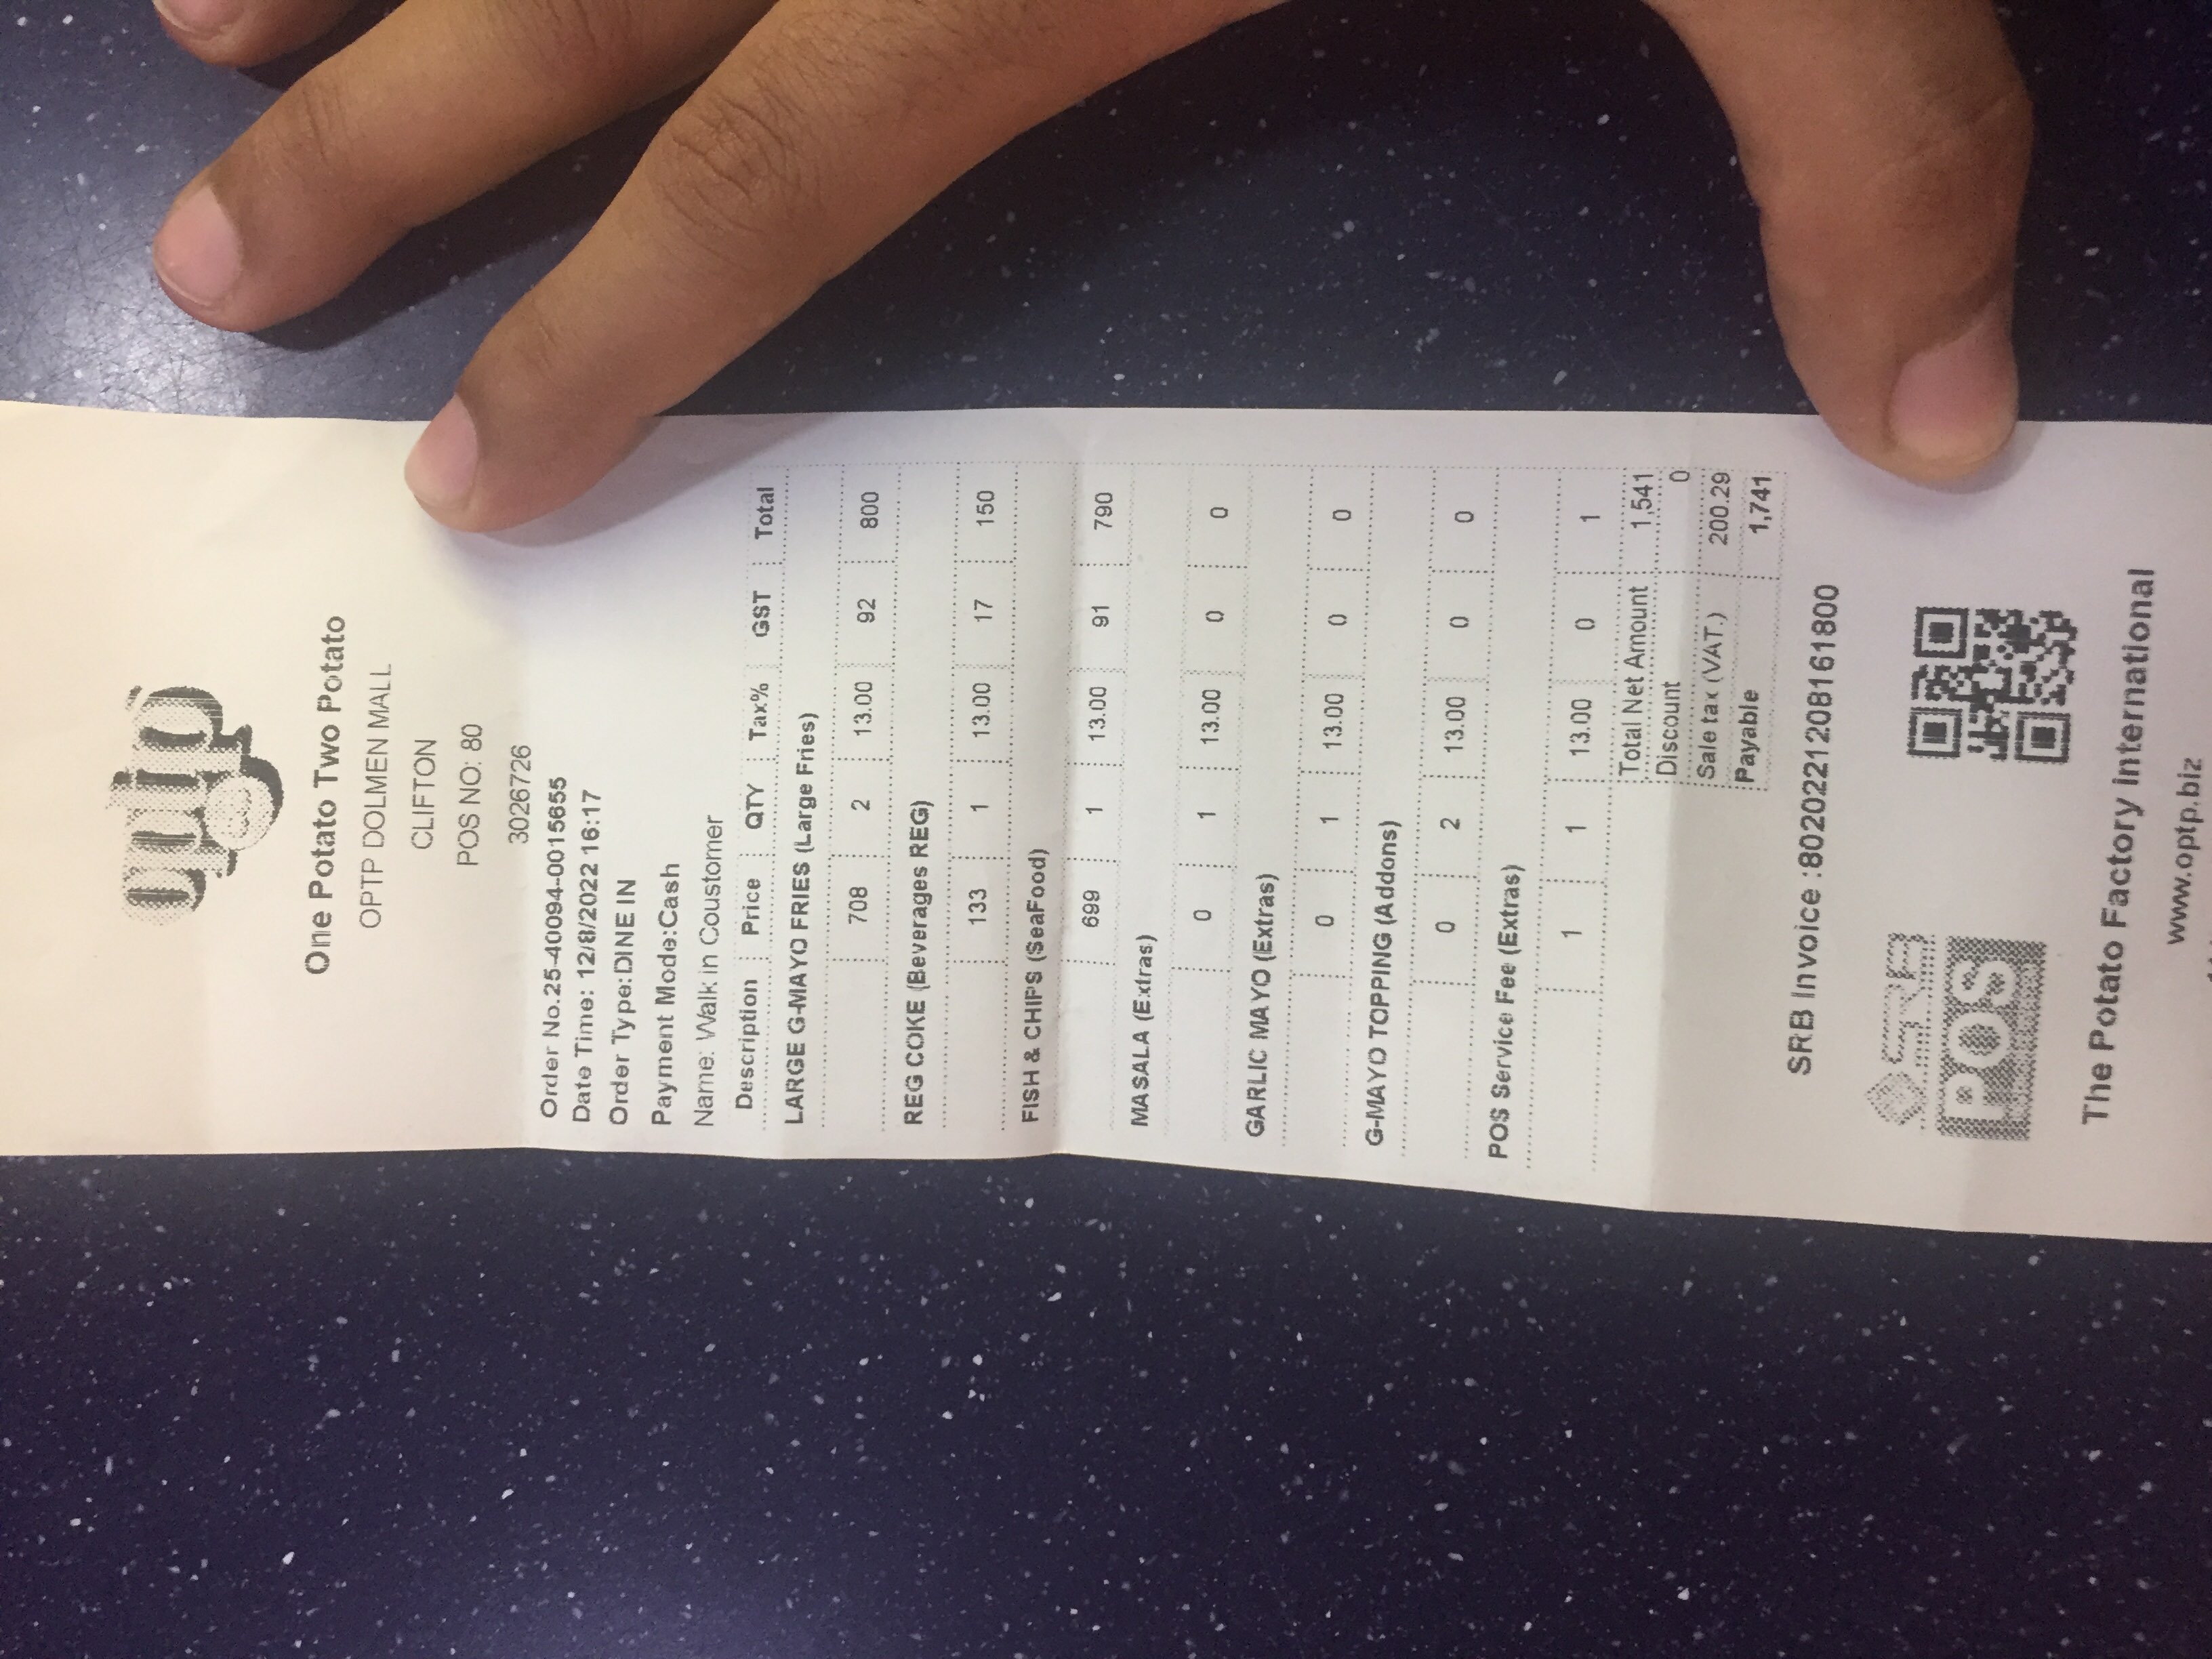 optp
One Potato Two Potato
OPTP DOLMEN MALL
CLIFTON
POS NO: 80
3026726
Order No.25-40094-0015655
Date Time: 12/8/2022 16:17
Order Type:DINE IN
Payment Mode:Cash
Name: Walk in Coustomer
Description Price QTY Tax% GST Total
LARGE G-MAYO FRIES (Large Fries)
708 2 13.00 92 800
REG COKE (Beverages REG)
133 1 13.00 17 150
FISH & CHIPS (SeaFood)
699 1 13.00 91 790
MASALA (Extras)
0 1 13.00 0 0
GARLIC MAYO (Extras)
0 1 13.00 0 0
G-MAYO TOPPING (Addons)
0 2 13.00 0 0
POS Service Fee (Extras)
1 1 13.00 0 1
Total Net Amount 1,541
Discount 0
Sale tax (VAT.) 200.29
Payable 1,741
SRB Invoice :8020221208161800
SRB
POS
The Potato Factory international
www.optp.biz